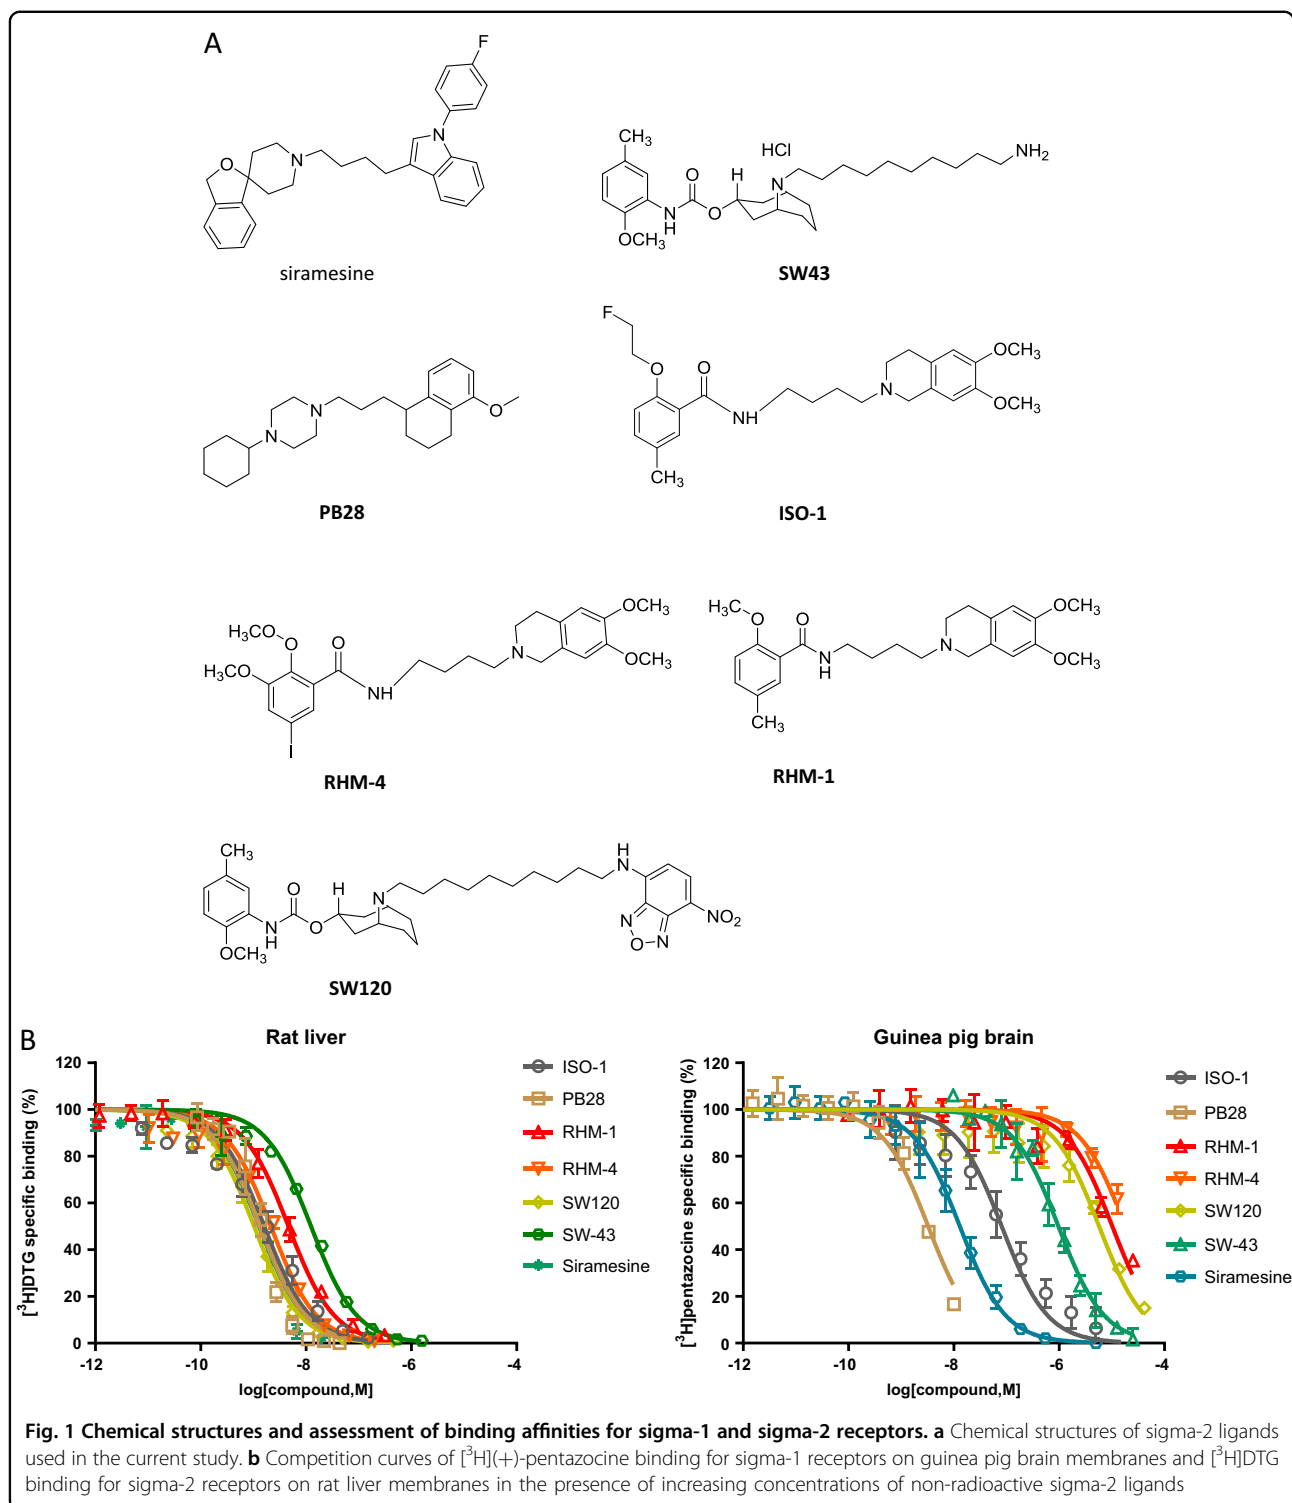 A
F
N
O
N
siramesine
CH₃
HCl
H
N
NH₂
O
N
H
O
OCH₃
SW43
N
N
O
PB28
F
O
O
NH
N
OCH₃
OCH₃
CH₃
ISO-1
H₃CO
O
OCH₃
O
NH
N
OCH₃
OCH₃
I
RHM-4
OCH₃
O
N
H
N
OCH₃
OCH₃
CH₃
RHM-1
CH₃
O
N
H
O
H
N
OCH₃
H
N
N
O
N
NO₂
SW120
B
Rat liver
[³H]DTG specific binding (%)
120
100
80
60
40
20
0
-12 -10 -8 -6 -4
log[compound,M]
ISO-1
PB28
RHM-1
RHM-4
SW120
SW-43
Siramesine
Guinea pig brain
[³H]pentazocine specific binding (%)
120
100
80
60
40
20
0
-12 -10 -8 -6 -4
log[compound,M]
ISO-1
PB28
RHM-1
RHM-4
SW120
SW-43
Siramesine
Fig. 1 Chemical structures and assessment of binding affinities for sigma-1 and sigma-2 receptors. a Chemical structures of sigma-2 ligands
used in the current study. b Competition curves of [³H](+)-pentazocine binding for sigma-1 receptors on guinea pig brain membranes and [³H]DTG
binding for sigma-2 receptors on rat liver membranes in the presence of increasing concentrations of non-radioactive sigma-2 ligands